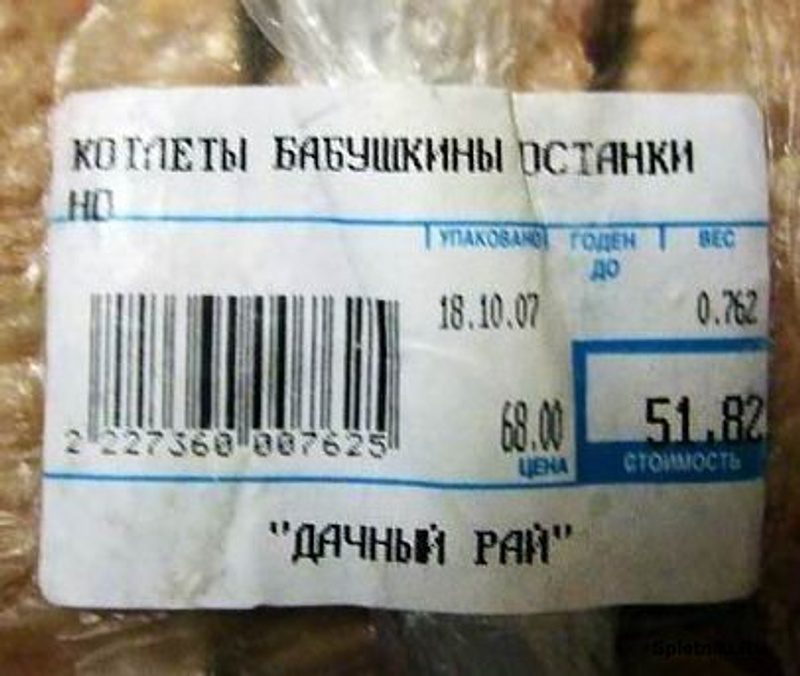 КОТЛЕТЫ БАБУШКИНЫ ОСТАНКИ
НО
УПАКОВАНО ГОДЕН ДО ВЕС
18.10.07 0.762
68.00 51.82
ЦЕНА СТОИМОСТЬ
2 227360 007625
"ДАЧНЫЙ РАЙ"